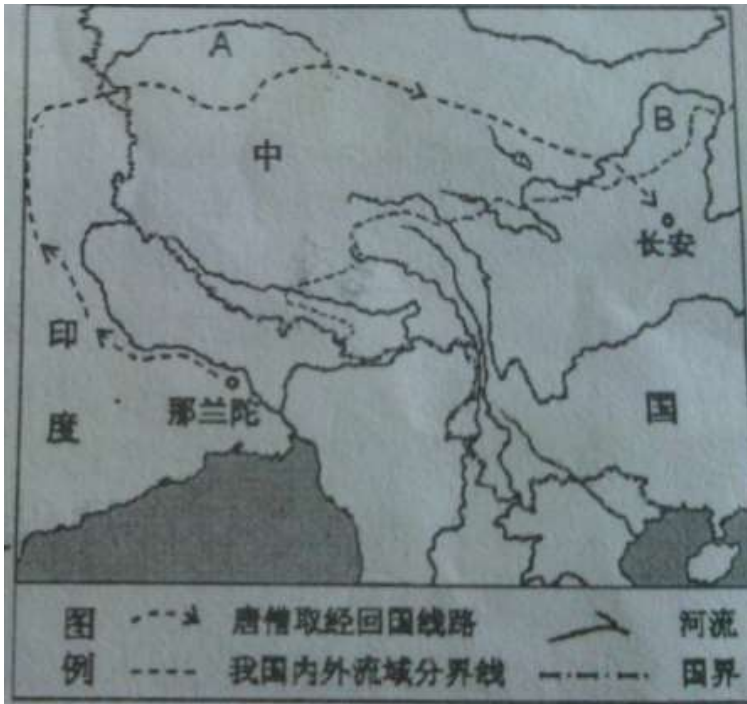 A
B
中
长安
印
度
那兰陀
国
图
例
唐僧取经回国线路
河流
我国内外流域分界线
国界